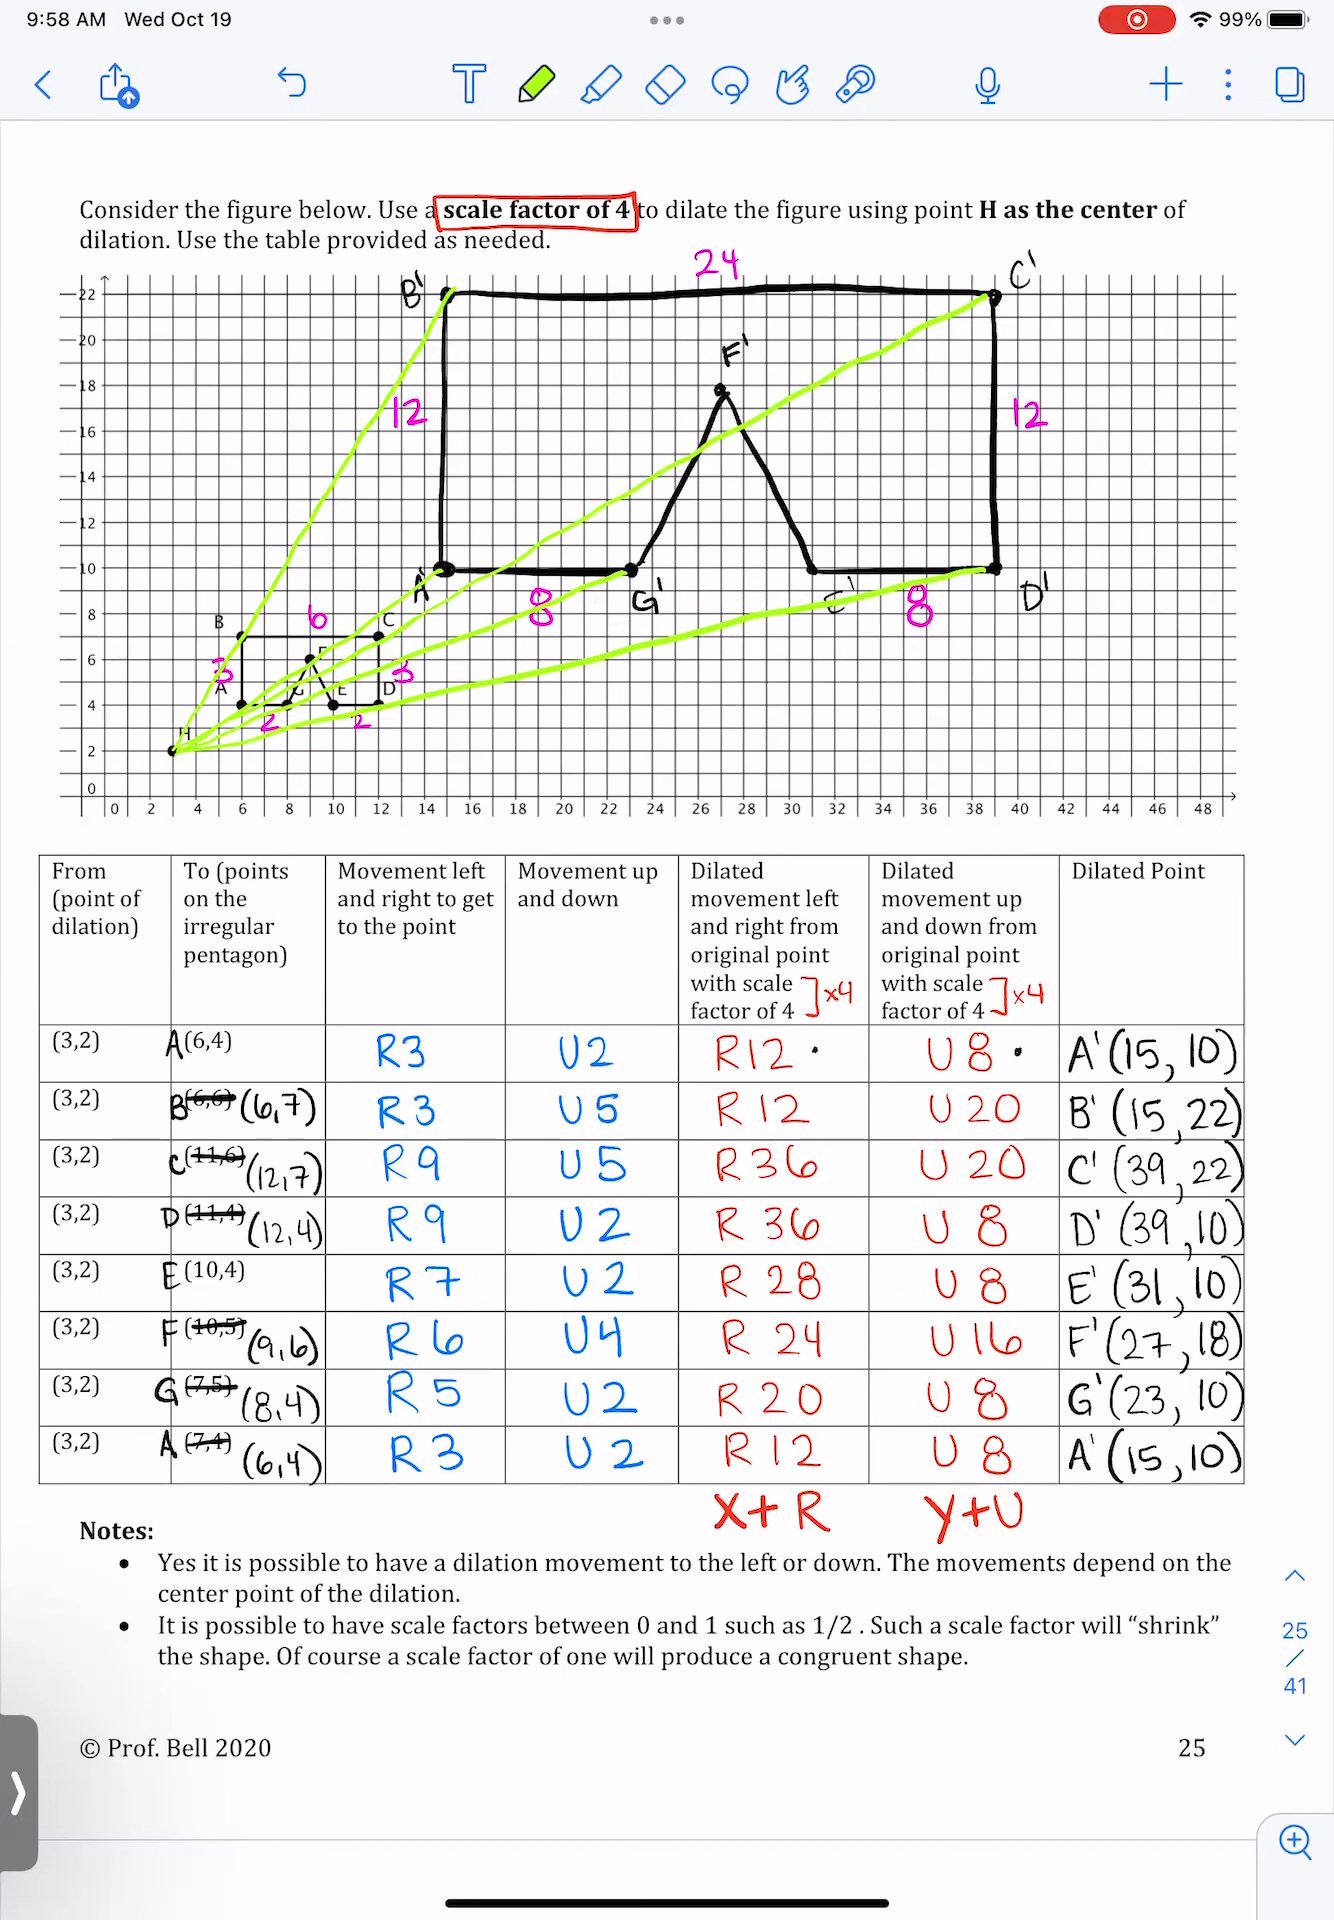 9:58 AM Wed Oct 19
99%
Consider the figure below. Use a scale factor of 4 to dilate the figure using point H as the center of
dilation. Use the table provided as needed.
24
B' C'
22
20
F'
18
12 12
16
14
12
10
A' G' E' D'
8 8
8
B 6 C
6
3 F 3
A G E D
4
2 2
H
2
0
0 2 4 6 8 10 12 14 16 18 20 22 24 26 28 30 32 34 36 38 40 42 44 46 48
From (point of dilation) To (points on the irregular pentagon) Movement left and right to get to the point Movement up and down Dilated movement left and right from original point with scale factor of 4 ]x4 Dilated movement up and down from original point with scale factor of 4 ]x4 Dilated Point
(3,2) A (6,4) R3 U2 R12 · U8 · A' (15, 10)
(3,2) B (6,6) (6,7) R3 U5 R12 U20 B' (15, 22)
(3,2) C (11,6) (12,7) R9 U5 R36 U20 C' (39, 22)
(3,2) D (11,4) (12,4) R9 U2 R36 U8 D' (39, 10)
(3,2) E (10,4) R7 U2 R28 U8 E' (31, 10)
(3,2) F (10,5) (9,6) R6 U4 R24 U16 F' (27, 18)
(3,2) G (7,5) (8,4) R5 U2 R20 U8 G' (23, 10)
(3,2) A (7,4) (6,4) R3 U2 R12 U8 A' (15, 10)
X+R Y+U
Notes:
• Yes it is possible to have a dilation movement to the left or down. The movements depend on the
center point of the dilation.
• It is possible to have scale factors between 0 and 1 such as 1/2 . Such a scale factor will “shrink”
the shape. Of course a scale factor of one will produce a congruent shape.
25
/
41
© Prof. Bell 2020 25